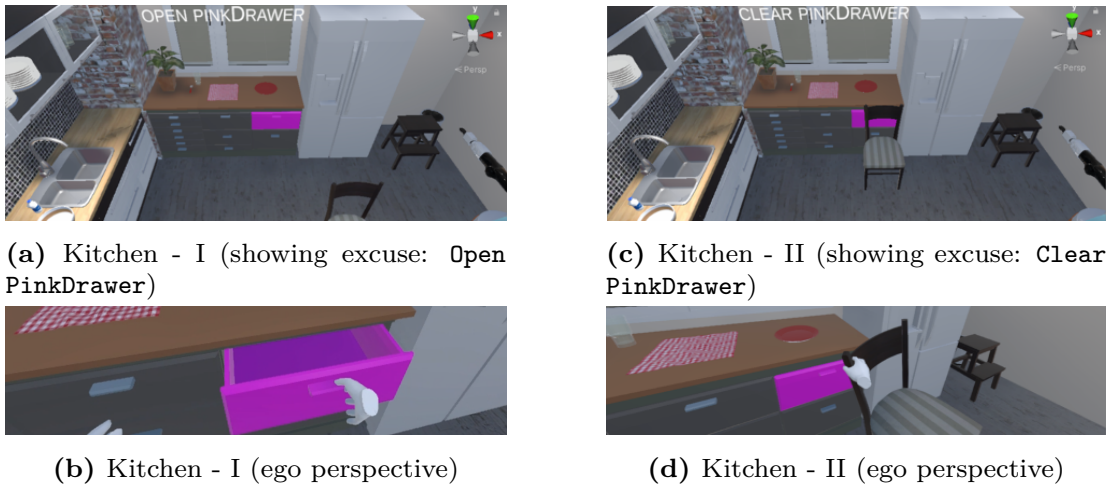 OPEN PINKDRAWER
y
x
< Persp
(a) Kitchen - I (showing excuse: Open
PinkDrawer)
(b) Kitchen - I (ego perspective)
CLEAR PINKDRAWER
y
x
< Persp
(c) Kitchen - II (showing excuse: Clear
PinkDrawer)
(d) Kitchen - II (ego perspective)